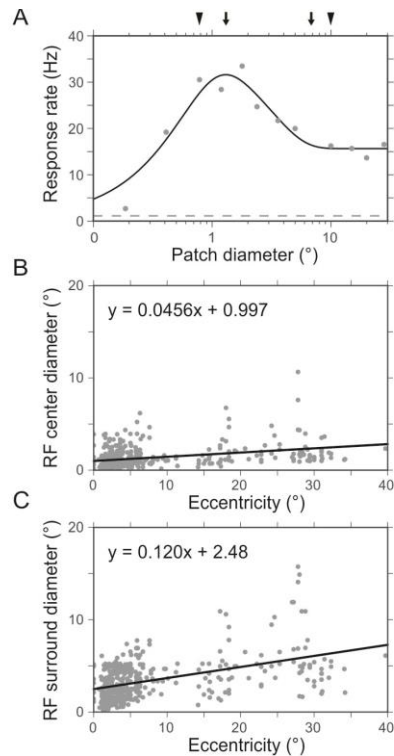 A
Response rate (Hz)
40
30
20
10
0
0
1
10
Patch diameter (°)
B
RF center diameter (°)
20
10
0
y = 0.0456x + 0.997
0
10
20
30
40
Eccentricity (°)
C
RF surround diameter (°)
20
10
0
y = 0.120x + 2.48
0
10
20
30
40
Eccentricity (°)